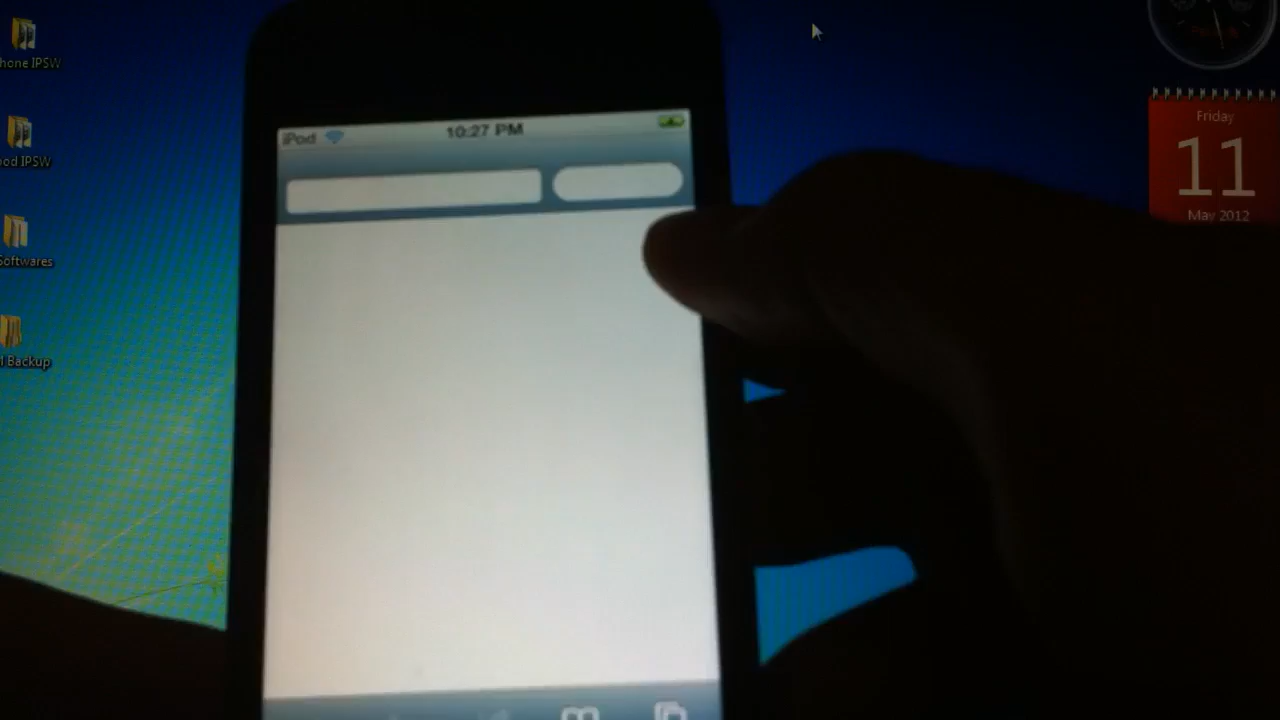 hone IPSW
iPod
10:27 PM
Friday
11
May 2012
od IPSW
Softwares
Backup